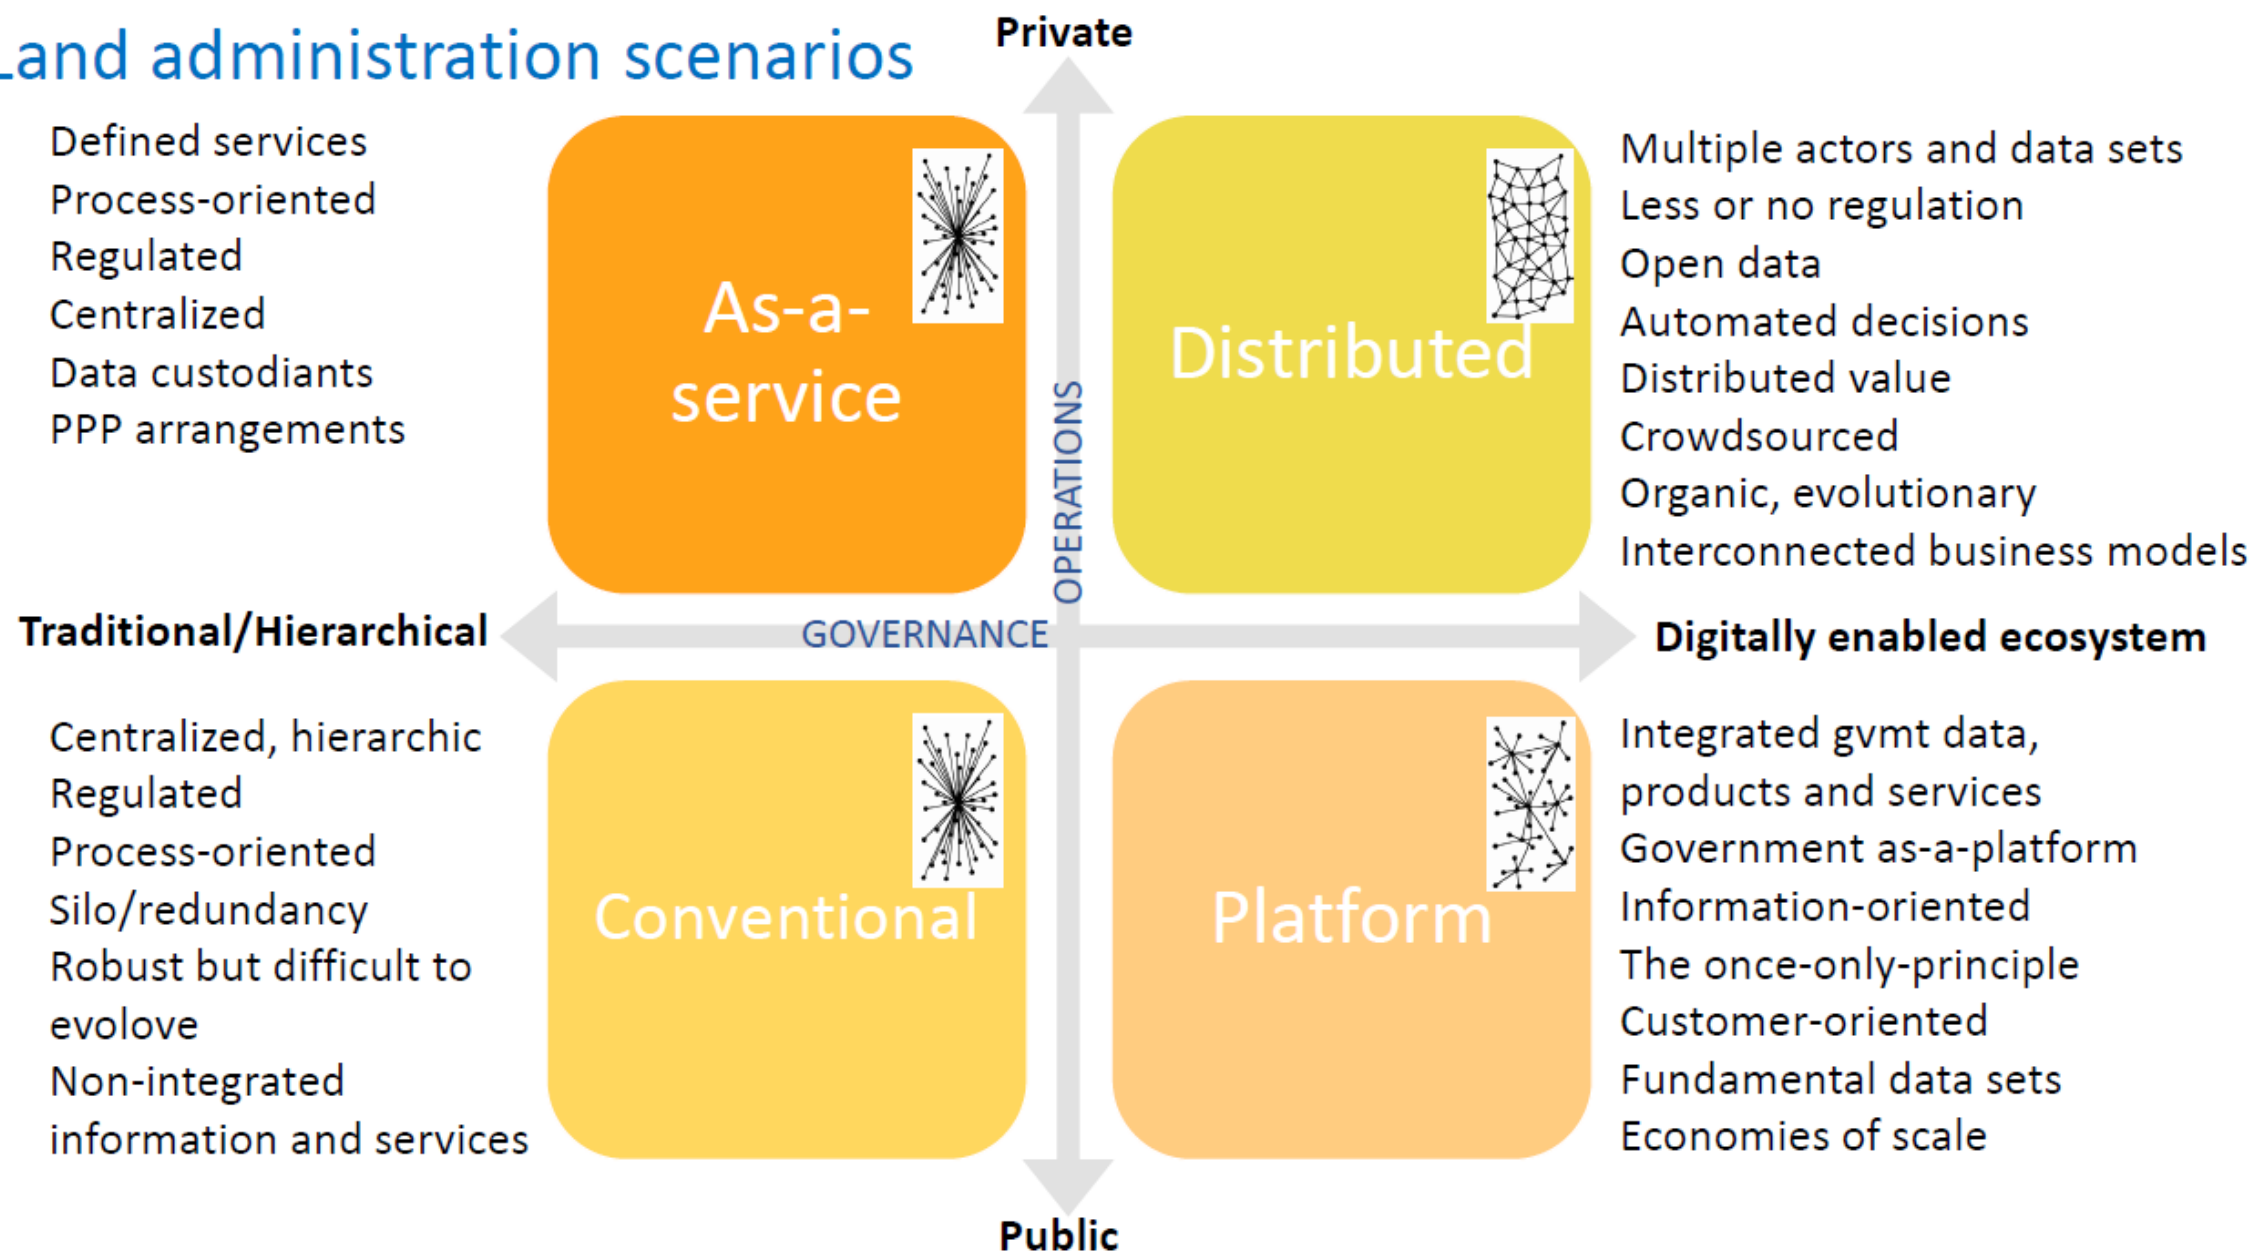 Land administration scenarios
Private
Defined services
Process-oriented
Regulated
Centralized
Data custodiants
PPP arrangements
As-a-
service
OPERATIONS
Distributed
Multiple actors and data sets
Less or no regulation
Open data
Automated decisions
Distributed value
Crowdsourced
Organic, evolutionary
Interconnected business models
Traditional/Hierarchical
GOVERNANCE
Digitally enabled ecosystem
Centralized, hierarchic
Regulated
Process-oriented
Silo/redundancy
Robust but difficult to
evolove
Non-integrated
information and services
Conventional
Platform
Integrated gvmt data,
products and services
Government as-a-platform
Information-oriented
The once-only-principle
Customer-oriented
Fundamental data sets
Economies of scale
Public